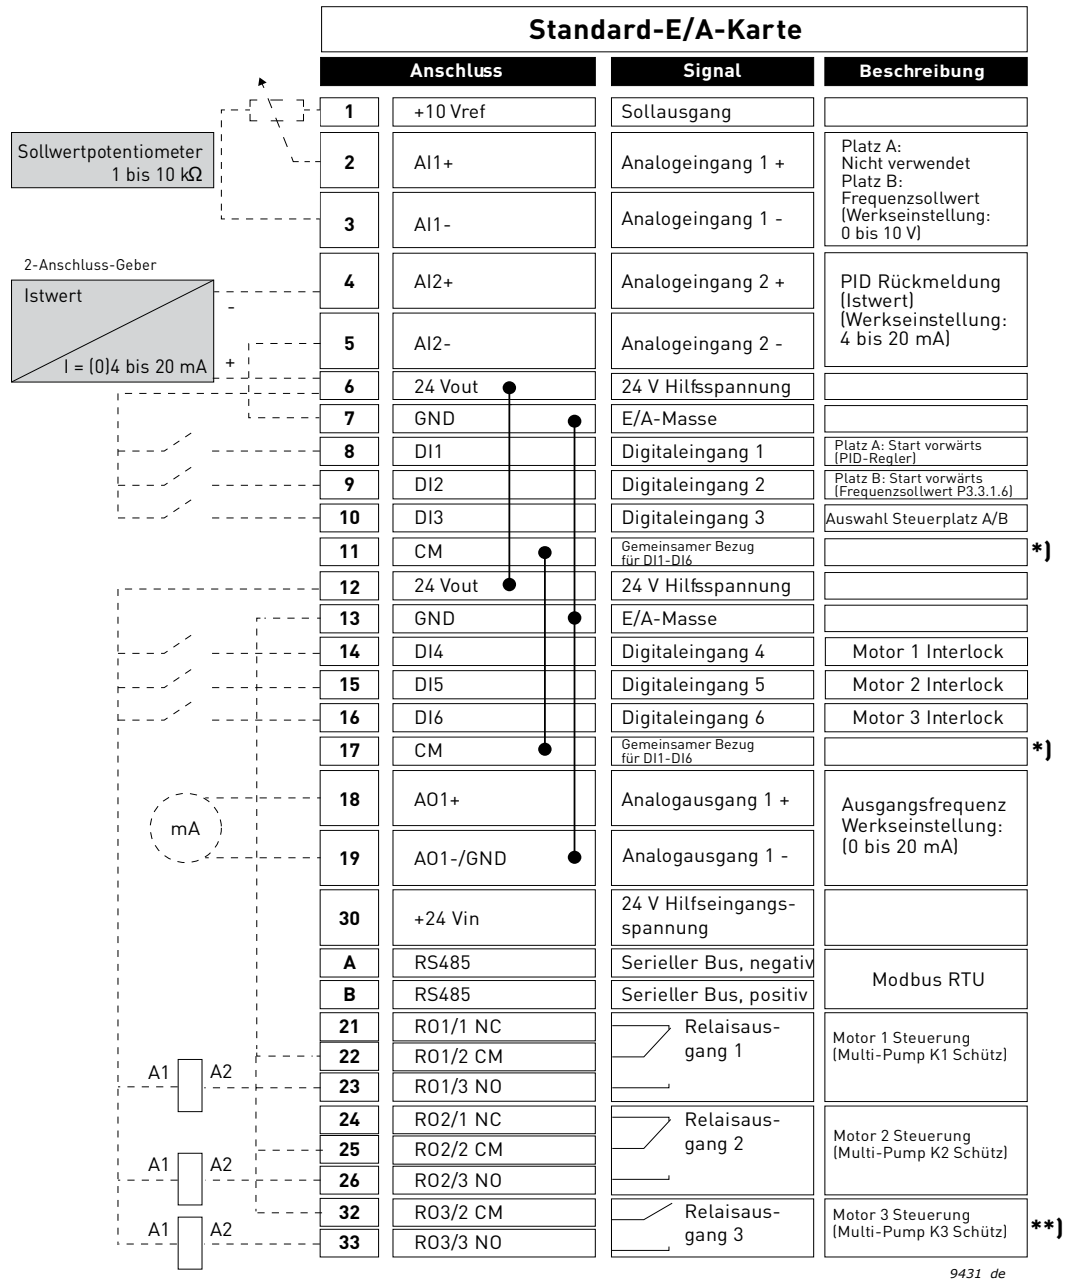 Standard-E/A-Karte
Anschluss Signal Beschreibung
1 +10 Vref Sollausgang
Sollwertpotentiometer
1 bis 10 kΩ
2 AI1+ Analogeingang 1 +
3 AI1- Analogeingang 1 -
Platz A:
Nicht verwendet
Platz B:
Frequenzsollwert
(Werkseinstellung:
0 bis 10 V)
2-Anschluss-Geber
Istwert
-
I = (0)4 bis 20 mA
+
4 AI2+ Analogeingang 2 +
5 AI2- Analogeingang 2 -
PID Rückmeldung
(Istwert)
(Werkseinstellung:
4 bis 20 mA)
6 24 Vout 24 V Hilfsspannung
7 GND E/A-Masse
8 DI1 Digitaleingang 1
Platz A: Start vorwärts
(PID-Regler)
9 DI2 Digitaleingang 2
Platz B: Start vorwärts
(Frequenzsollwert P3.3.1.6)
10 DI3 Digitaleingang 3 Auswahl Steuerplatz A/B
11 CM
Gemeinsamer Bezug
für DI1-DI6
*)
12 24 Vout 24 V Hilfsspannung
13 GND E/A-Masse
14 DI4 Digitaleingang 4 Motor 1 Interlock
15 DI5 Digitaleingang 5 Motor 2 Interlock
16 DI6 Digitaleingang 6 Motor 3 Interlock
17 CM
Gemeinsamer Bezug
für DI1-DI6
*)
mA
18 AO1+ Analogausgang 1 +
19 AO1-/GND Analogausgang 1 -
Ausgangsfrequenz
Werkseinstellung:
(0 bis 20 mA)
30 +24 Vin
24 V Hilfseingangs-
spannung
A RS485 Serieller Bus, negativ
B RS485 Serieller Bus, positiv
Modbus RTU
21 RO1/1 NC
22 RO1/2 CM
A1 A2
23 RO1/3 NO
Relaisaus-
gang 1
Motor 1 Steuerung
(Multi-Pump K1 Schütz)
24 RO2/1 NC
25 RO2/2 CM
A1 A2
26 RO2/3 NO
Relaisaus-
gang 2
Motor 2 Steuerung
(Multi-Pump K2 Schütz)
32 RO3/2 CM
A1 A2
33 RO3/3 NO
Relaisaus-
gang 3
Motor 3 Steuerung
(Multi-Pump K3 Schütz)
**)
9431_de